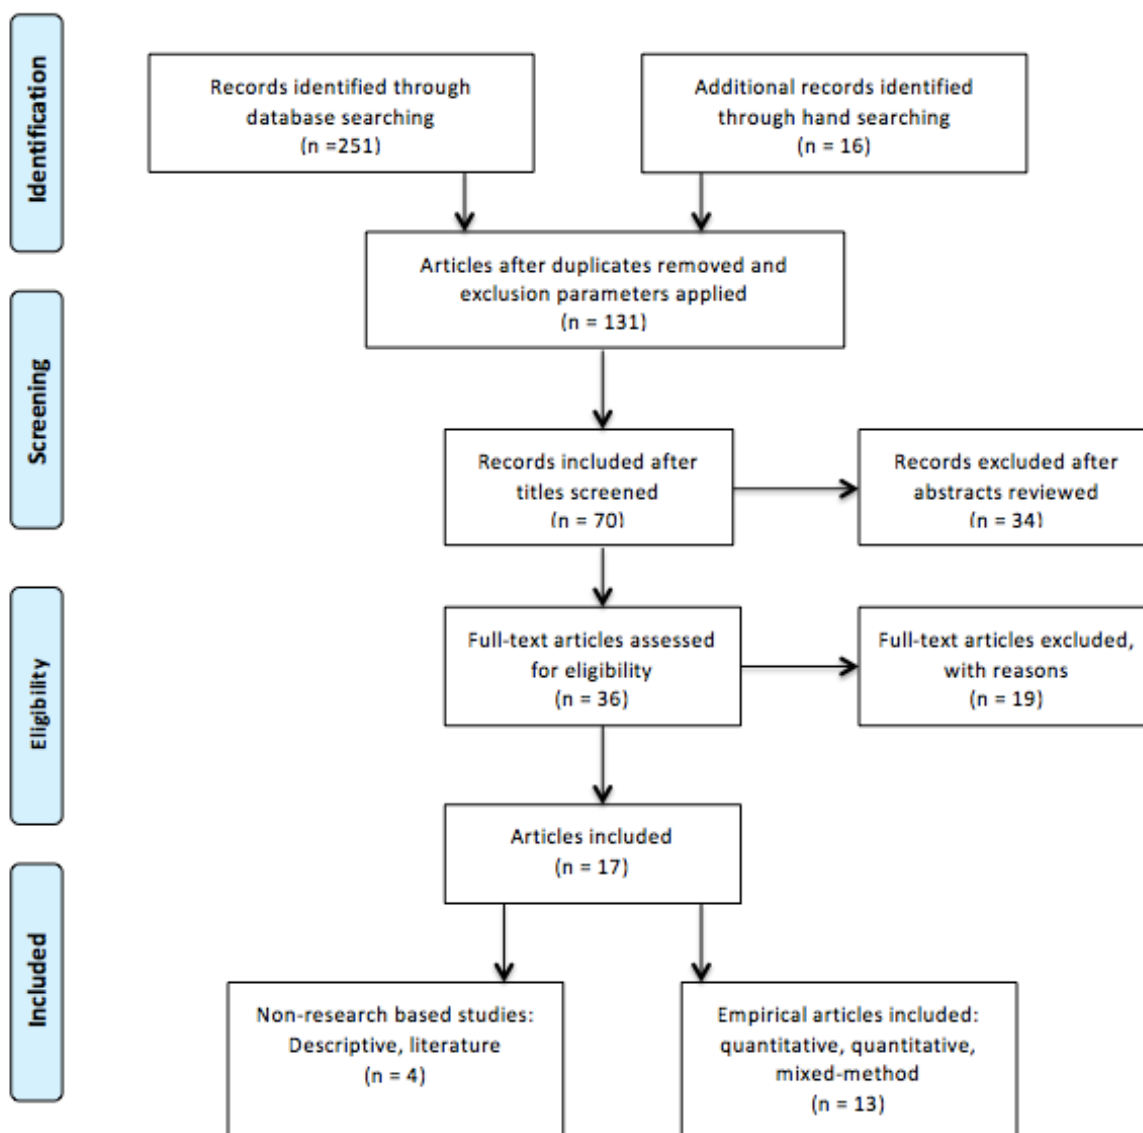 Identification
Records identified through
database searching
(n =251)
Additional records identified
through hand searching
(n = 16)
Articles after duplicates removed and
exclusion parameters applied
(n = 131)
Screening
Records included after
titles screened
(n = 70)
Records excluded after
abstracts reviewed
(n = 34)
Eligibility
Full-text articles assessed
for eligibility
(n = 36)
Full-text articles excluded,
with reasons
(n = 19)
Articles included
(n = 17)
Included
Non-research based studies:
Descriptive, literature
(n = 4)
Empirical articles included:
quantitative, quantitative,
mixed-method
(n = 13)